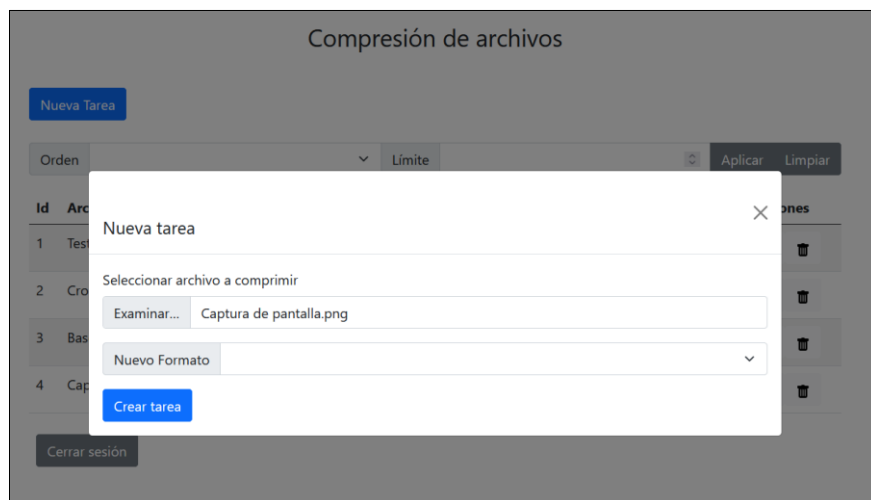 Compresión de archivos
Nueva Tarea
Orden Límite Aplicar Limpiar
Id
Nueva tarea
1
Seleccionar archivo a comprimir
2
Examinar... Captura de pantalla.png
3
Nuevo Formato
4
Crear tarea
Cerrar sesión